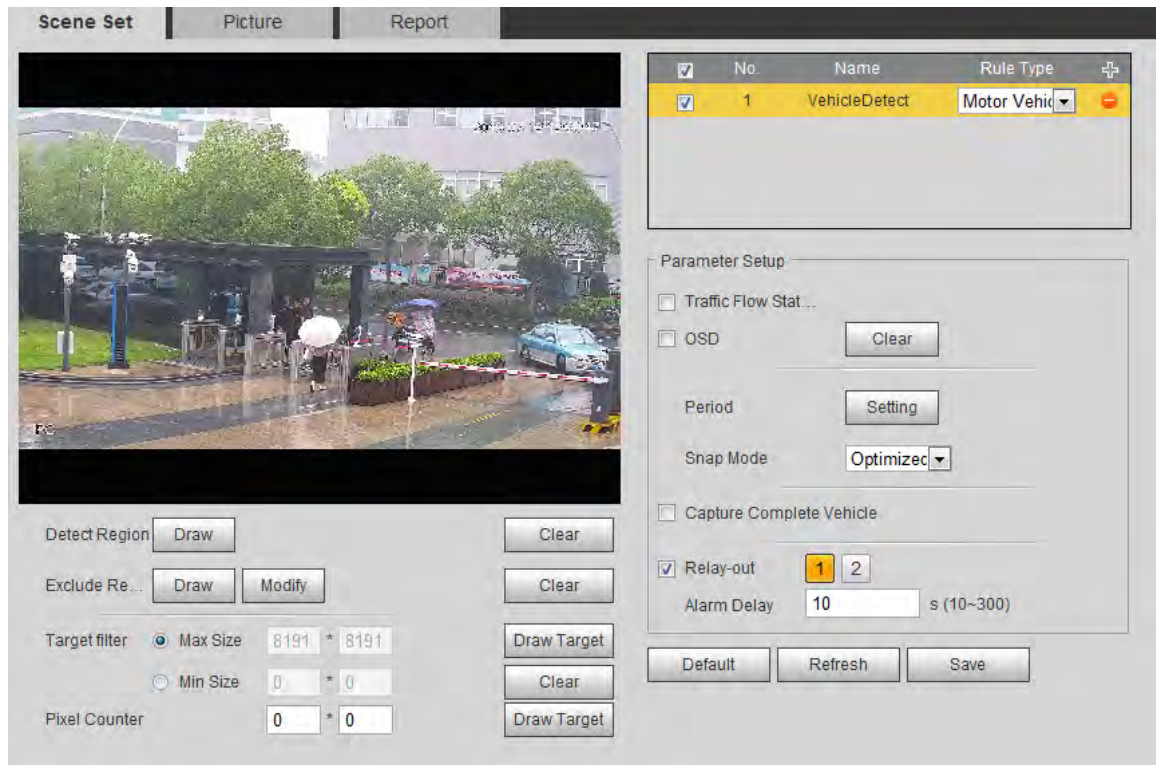 Scene Set Picture Report
No. Name Rule Type
1 VehicleDetect Motor Vehic
Parameter Setup
Traffic Flow Stat...
OSD Clear
Period Setting
Snap Mode Optimizec
Capture Complete Vehicle
Relay-out 1 2
Alarm Delay 10 s (10~300)
Default Refresh Save
Detect Region Draw Clear
Exclude Re... Draw Modify Clear
Target filter Max Size 8191 * 8191 Draw Target
Min Size 0 * 0 Clear
Pixel Counter 0 * 0 Draw Target